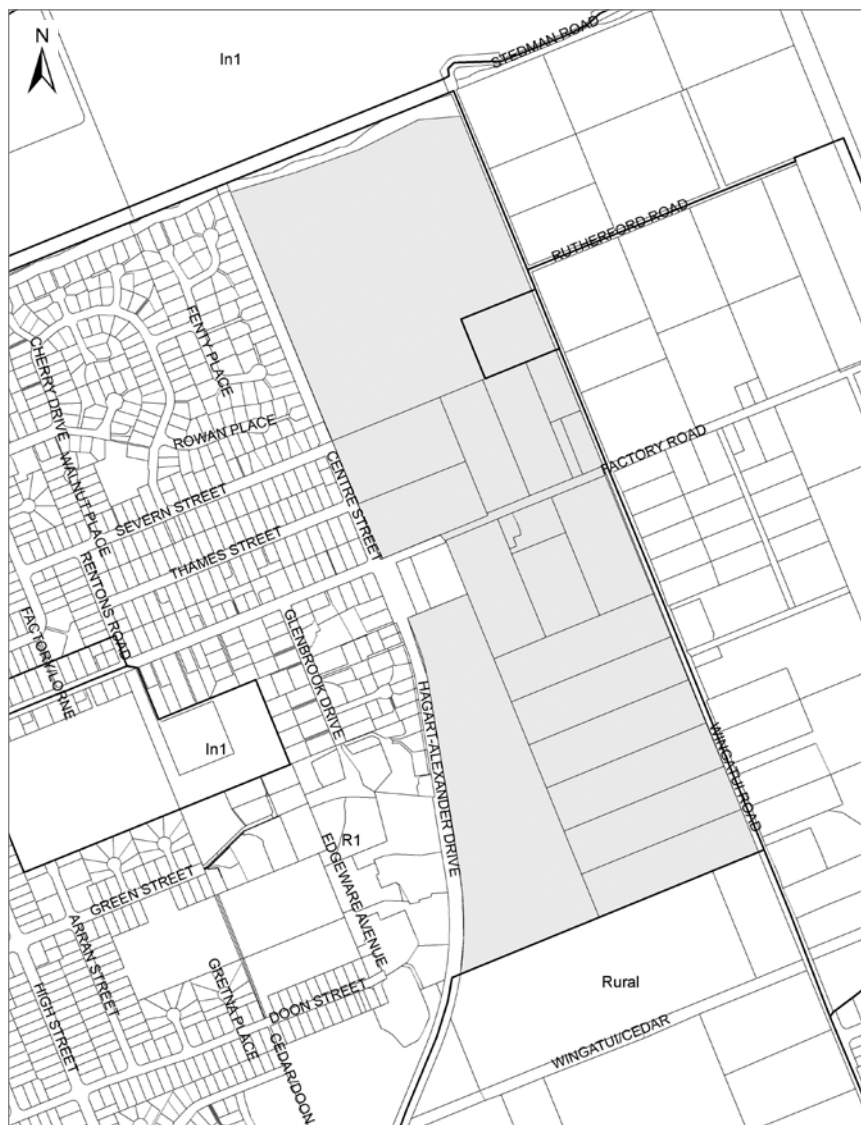 N
In1
STEDMAN ROAD
RUTHERFORD ROAD
FENTY PLACE
CHERRY DRIVE
WALNUT PLACE
ROWAN PLACE
SEVERN STREET
CENTRE STREET
FACTORY ROAD
THAMES STREET
RENTONS ROAD
FACTORY/LORNE
GLENBROOK DRIVE
In1
HAGART-ALEXANDER DRIVE
WINGATUI ROAD
R1
EDGEWARE AVENUE
GREEN STREET
ARRAN STREET
HIGH STREET
GRETNA PLACE
DOON STREET
CEDAR/DOON
Rural
WINGATUI/CEDAR